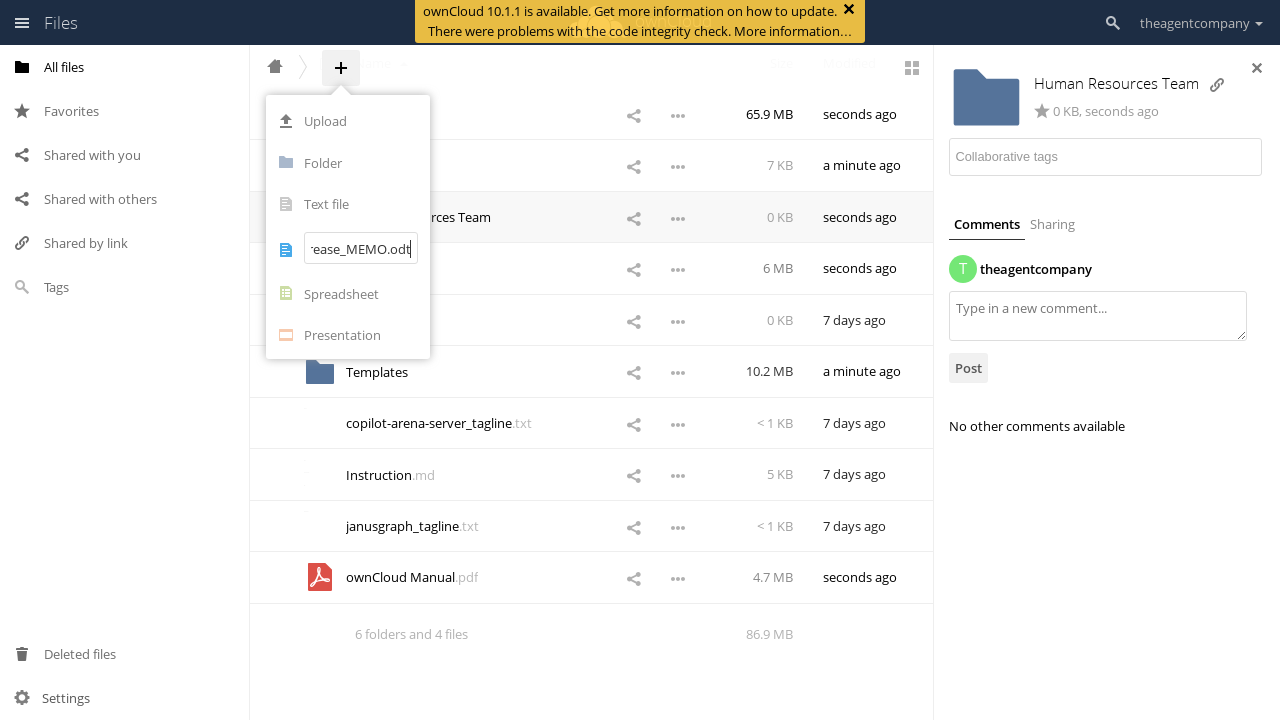 Files
ownCloud 10.1.1 is available. Get more information on how to update.
There were problems with the code integrity check. More information…
theagentcompany
All files
Favorites
Shared with you
Shared with others
Shared by link
Tags
Deleted files
Settings
Upload
Folder
Text file
rease_MEMO.odt
Spreadsheet
Presentation
65.9 MB seconds ago
7 KB a minute ago
rces Team 0 KB seconds ago
6 MB seconds ago
0 KB 7 days ago
Templates 10.2 MB a minute ago
copilot-arena-server_tagline.txt < 1 KB 7 days ago
Instruction.md 5 KB 7 days ago
janusgraph_tagline.txt < 1 KB 7 days ago
ownCloud Manual.pdf 4.7 MB seconds ago
6 folders and 4 files 86.9 MB
Human Resources Team
0 KB, seconds ago
Collaborative tags
Comments Sharing
T theagentcompany
Type in a new comment...
Post
No other comments available